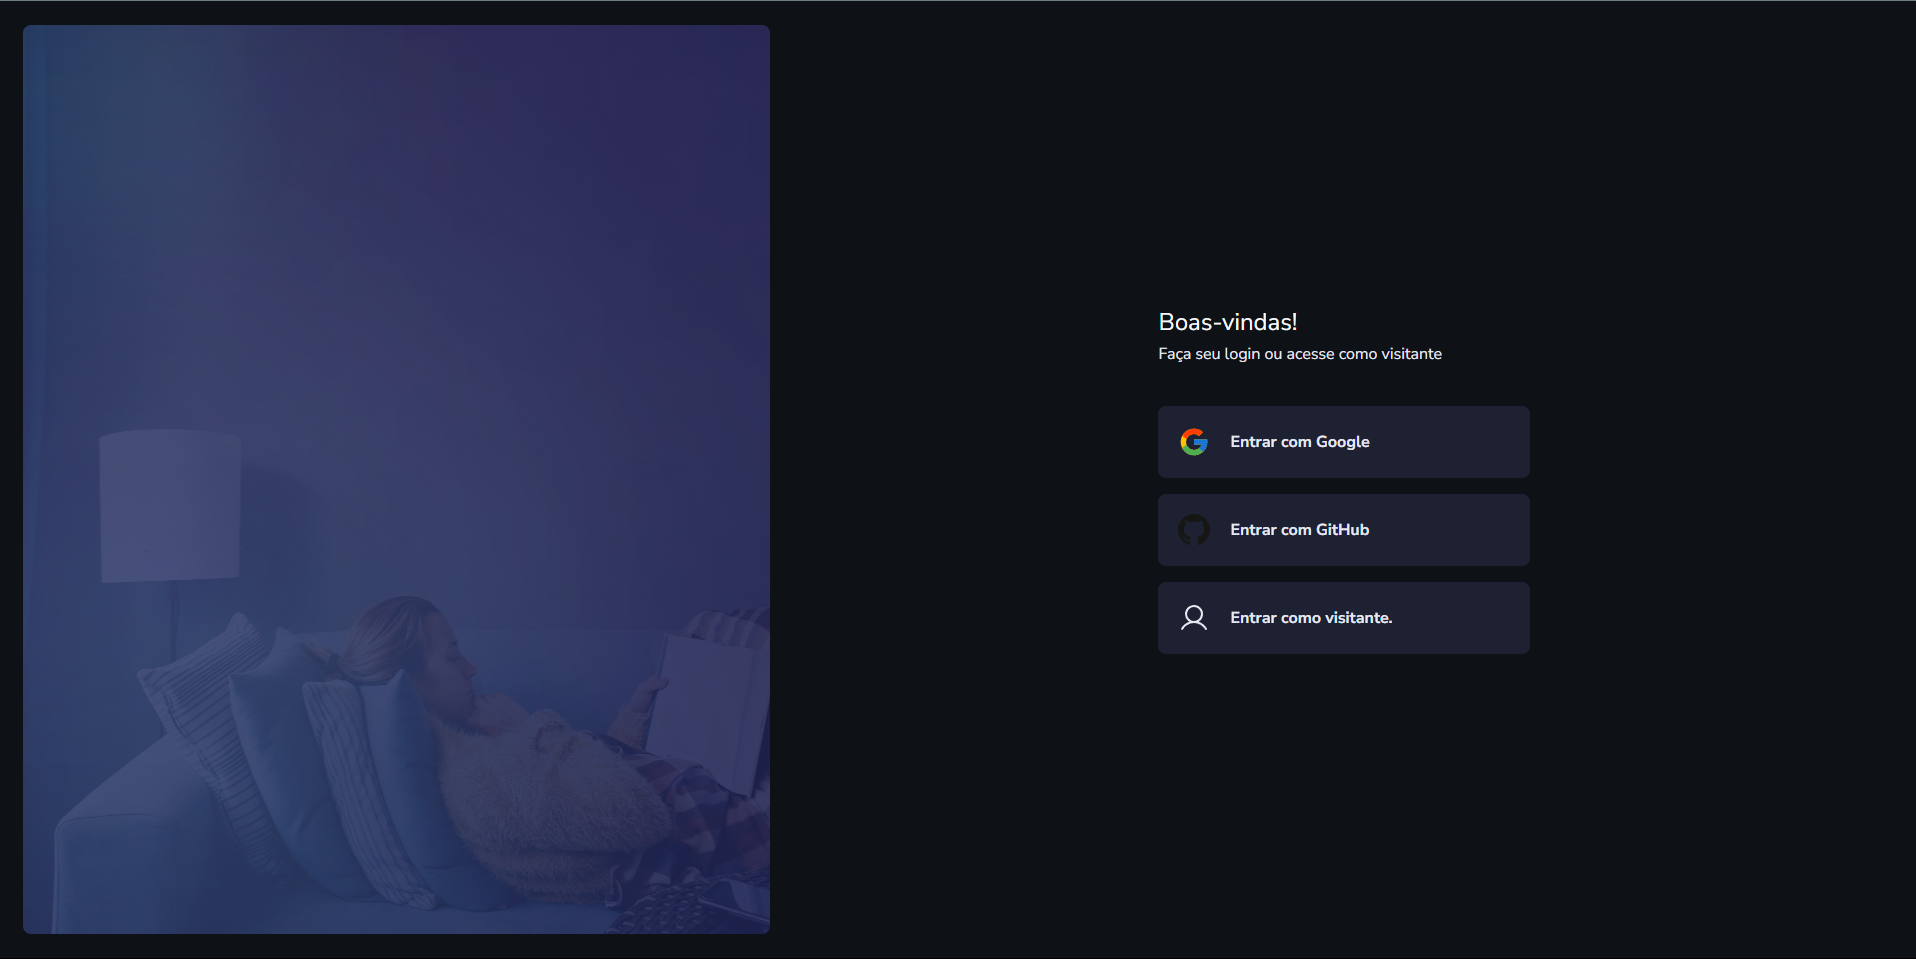 Boas-vindas!
Faça seu login ou acesse como visitante
Entrar com Google
Entrar com GitHub
Entrar como visitante.